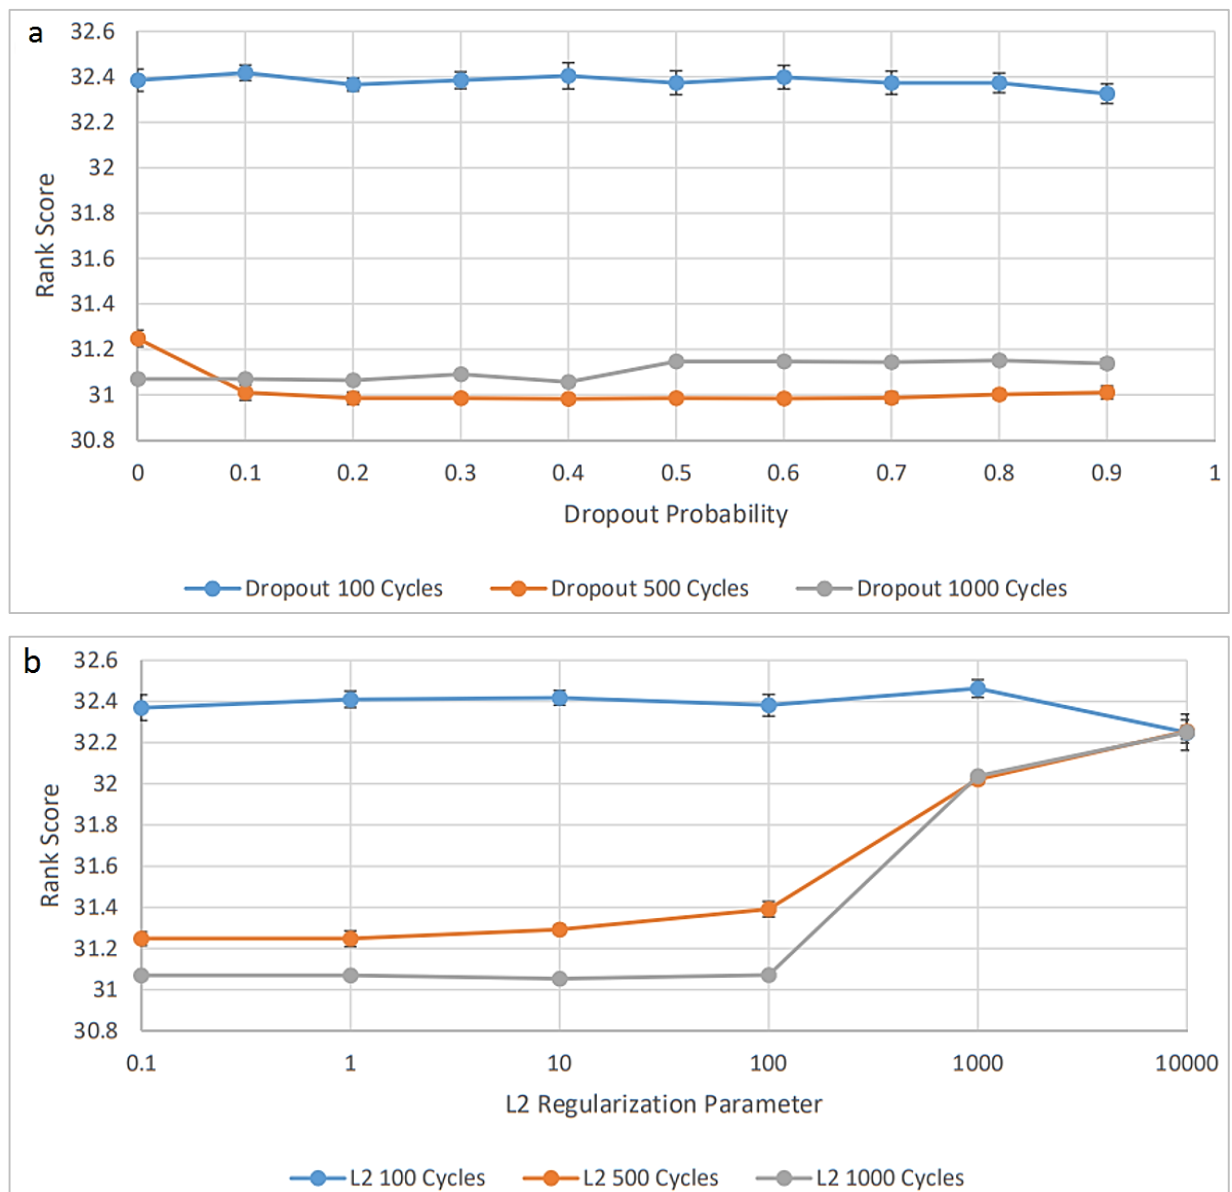 a
32.6
32.4
32.2
32
31.8
31.6
31.4
31.2
31
30.8
Rank Score
0 0.1 0.2 0.3 0.4 0.5 0.6 0.7 0.8 0.9 1
Dropout Probability
Dropout 100 Cycles Dropout 500 Cycles Dropout 1000 Cycles
b
32.6
32.4
32.2
32
31.8
31.6
31.4
31.2
31
30.8
Rank Score
0.1 1 10 100 1000 10000
L2 Regularization Parameter
L2 100 Cycles L2 500 Cycles L2 1000 Cycles